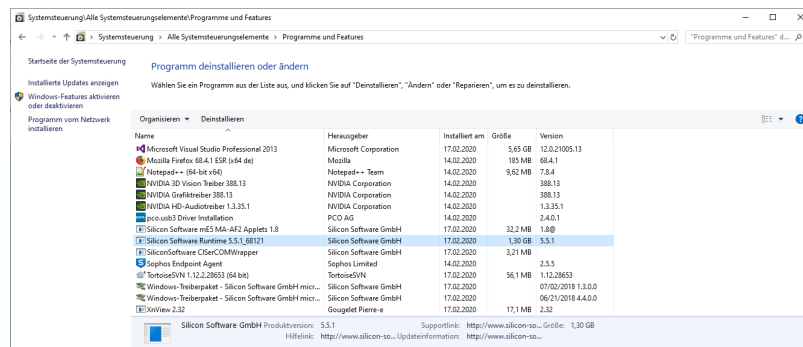 Systemsteuerung\Alle Systemsteuerungselemente\Programme und Features
Systemsteuerung > Alle Systemsteuerungselemente > Programme und Features
"Programme und Features" d...
Startseite der Systemsteuerung
Installierte Updates anzeigen
Windows-Features aktivieren
oder deaktivieren
Programm vom Netzwerk
installieren
Programm deinstallieren oder ändern
Wählen Sie ein Programm aus der Liste aus, und klicken Sie auf "Deinstallieren", "Ändern" oder "Reparieren", um es zu deinstallieren.
Organisieren Deinstallieren
Name Herausgeber Installiert am Größe Version
Microsoft Visual Studio Professional 2013 Microsoft Corporation 17.02.2020 5,65 GB 12.0.21005.13
Mozilla Firefox 68.4.1 ESR (x64 de) Mozilla 17.02.2020 185 MB 68.4.1
Notepad++ (64-bit x64) Notepad++ Team 14.02.2020 9,62 MB 7.8.4
NVIDIA 3D Vision Treiber 388.13 NVIDIA Corporation 17.02.2020 388.13
NVIDIA Grafiktreiber 388.13 NVIDIA Corporation 17.02.2020 388.13
NVIDIA HD-Audiotreiber 1.3.35.1 NVIDIA Corporation 17.02.2020 1.3.35.1
pco.usb3 Driver Installation PCO AG 14.02.2020 2.4.0.1
Silicon Software mE5 MA-AF2 Applets 1.8 Silicon Software GmbH 17.02.2020 32,2 MB 1.8@
Silicon Software Runtime 5.5.1_68121 Silicon Software GmbH 17.02.2020 1,30 GB 5.5.1
SiliconSoftware ClSerCOMWrapper Silicon Software GmbH 14.02.2020 3,21 MB
Sophos Endpoint Agent Sophos Limited 14.02.2020 2.5.5
TortoiseSVN 1.12.2.28653 (64 bit) TortoiseSVN 17.02.2020 56,1 MB 1.12.28653
Windows-Treiberpaket - Silicon Software GmbH micr... Silicon Software GmbH 17.02.2020 07/02/2018 1.3.0.0
Windows-Treiberpaket - Silicon Software GmbH micr... Silicon Software GmbH 17.02.2020 06/21/2018 4.4.0.0
XnView 2.32 Gougelet Pierre-e 14.02.2020 17,1 MB 2.32
Silicon Software GmbH Produktversion: 5.5.1 Supportlink: http://www.silicon-so... Größe: 1,30 GB
Hilfelink: http://www.silicon-so... Updateinformation: http://www.silicon-so...